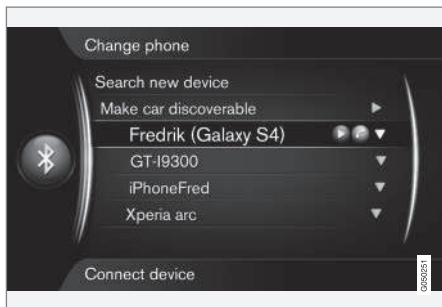 Change phone
Search new device
Make car discoverable
Fredrik (Galaxy S4)
GT-I9300
iPhoneFred
Xperia arc
Connect device
G050251